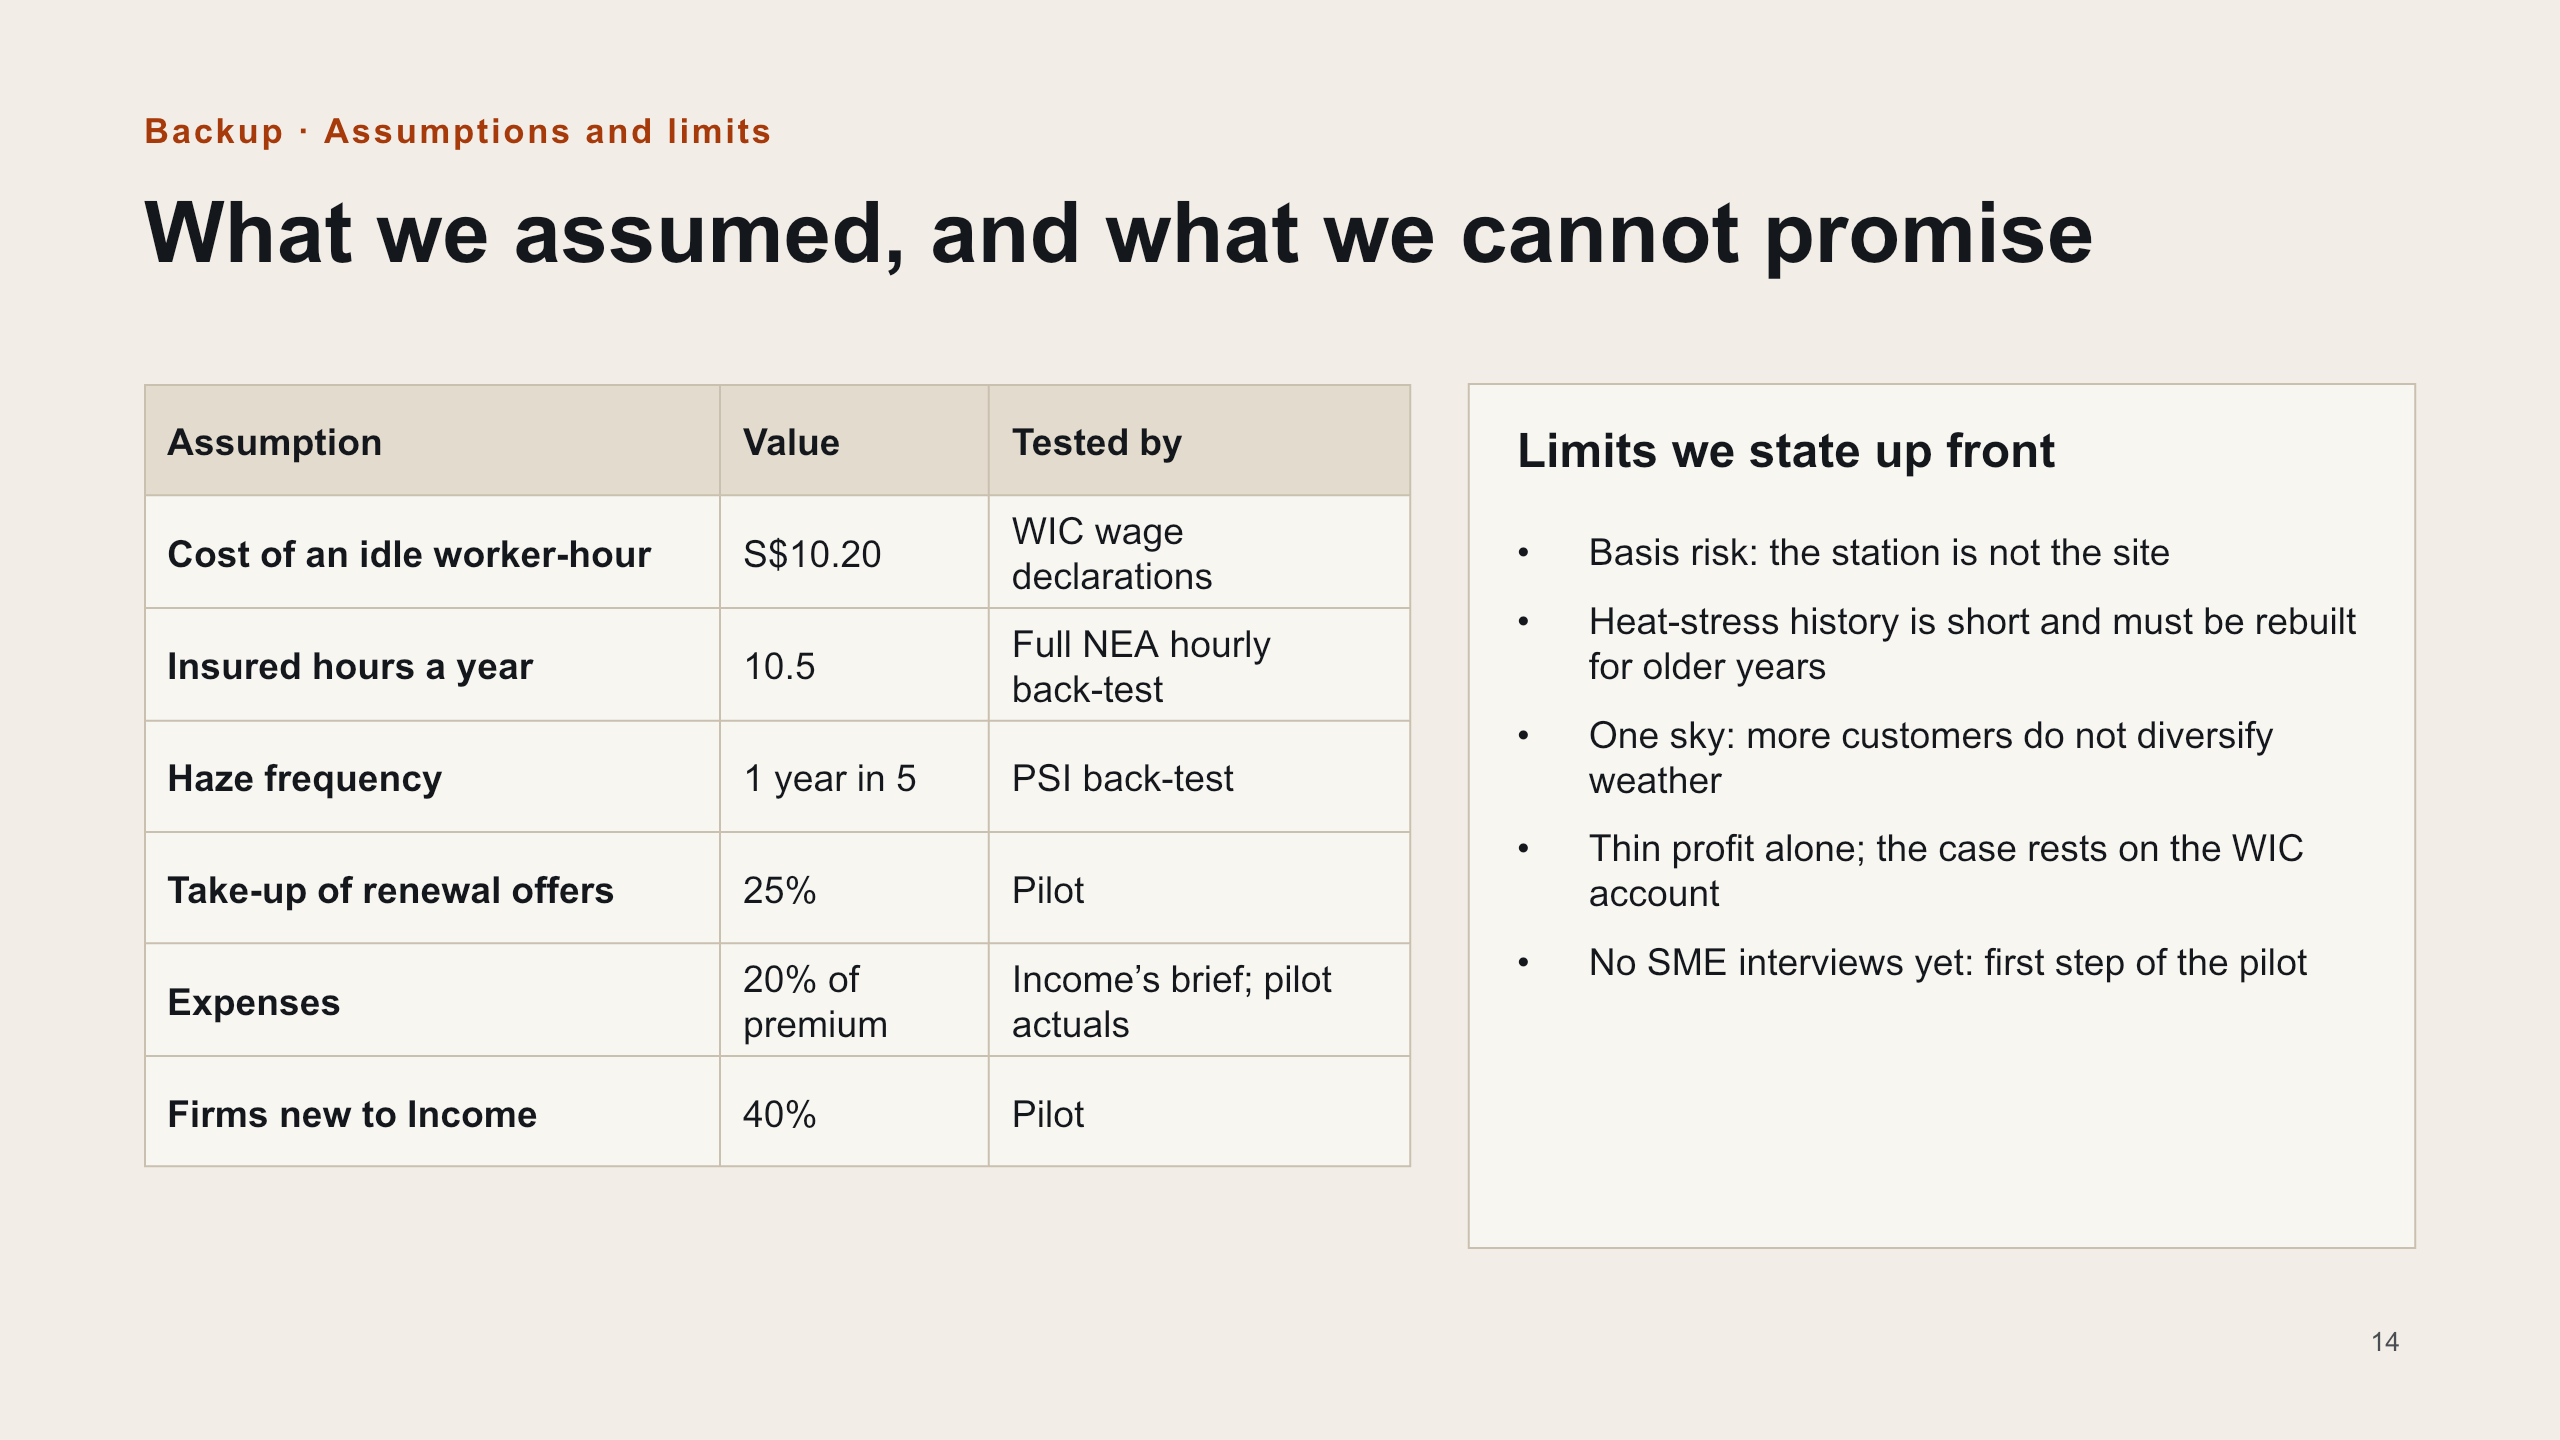 Backup · Assumptions and limits
What we assumed, and what we cannot promise
Assumption Value Tested by
Cost of an idle worker-hour S$10.20 WIC wage
declarations
Insured hours a year 10.5 Full NEA hourly
back-test
Haze frequency 1 year in 5 PSI back-test
Take-up of renewal offers 25% Pilot
Expenses 20% of
premium Income’s brief; pilot
actuals
Firms new to Income 40% Pilot
Limits we state up front
• Basis risk: the station is not the site
• Heat-stress history is short and must be rebuilt
for older years
• One sky: more customers do not diversify
weather
• Thin profit alone; the case rests on the WIC
account
• No SME interviews yet: first step of the pilot
14